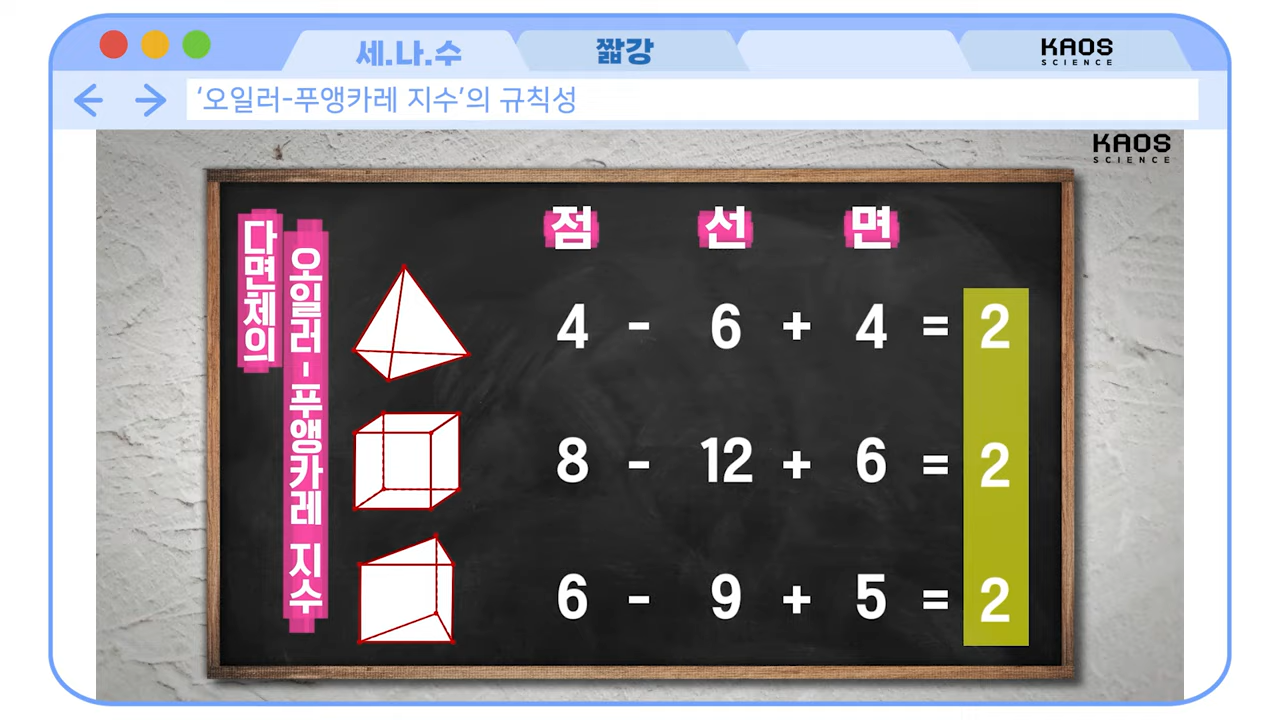 세.나.수
짧강
KAOS
SCIENCE
‘오일러-푸앵카레 지수’의 규칙성
KAOS
SCIENCE
다면체의
오일러-푸앵카레 지수
점 선 면
4 - 6 + 4 = 2
8 - 12 + 6 = 2
6 - 9 + 5 = 2